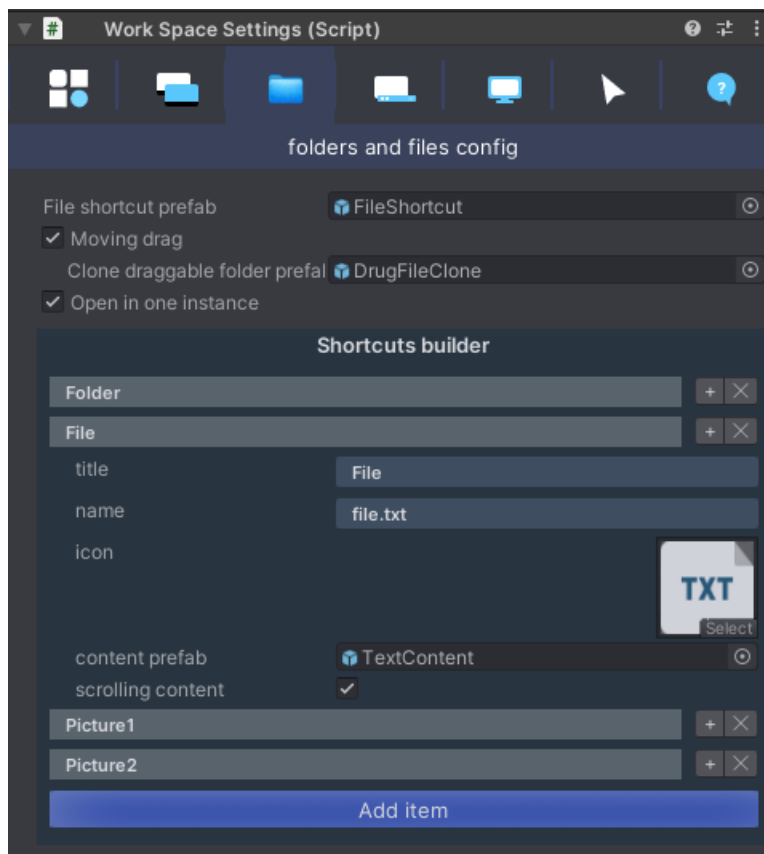 Work Space Settings (Script)
folders and files config
File shortcut prefab FileShortcut
Moving drag
Clone draggable folder prefal DrugFileClone
Open in one instance
Shortcuts builder
Folder
File
title File
name file.txt
icon
TXT
Select
content prefab TextContent
scrolling content
Picture1
Picture2
Add item